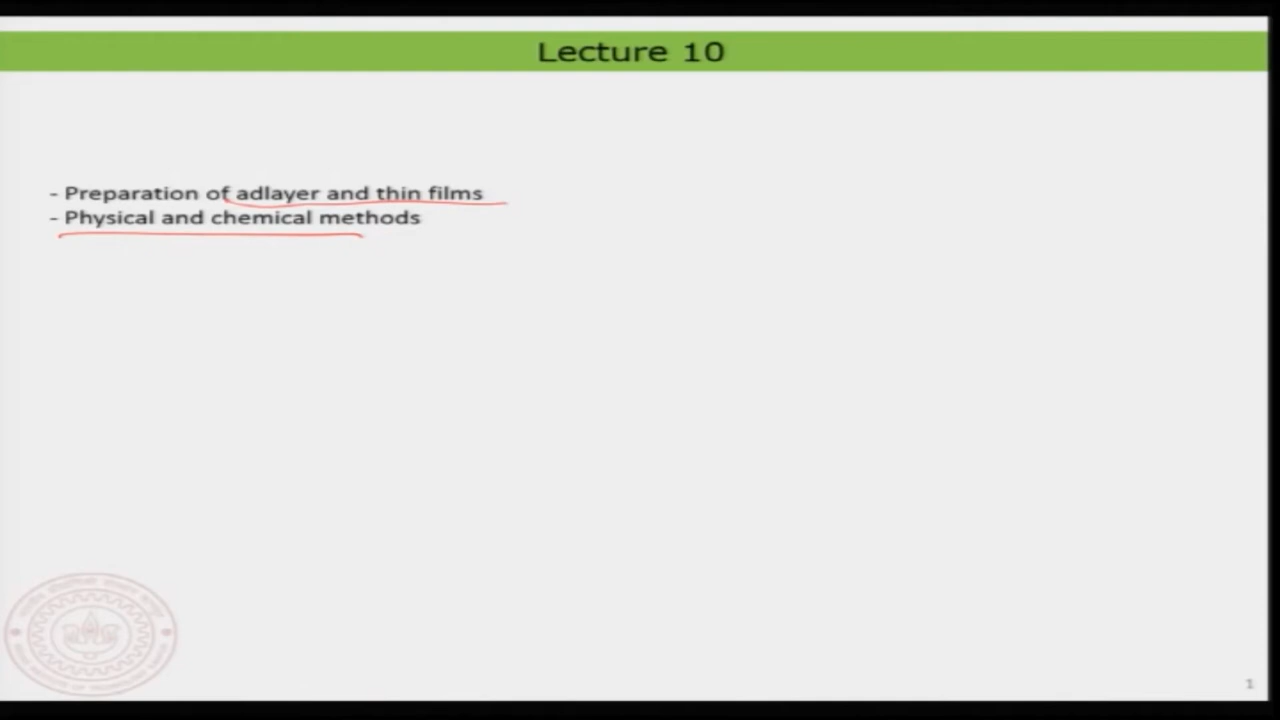 Lecture 10
- Preparation of adlayer and thin films
- Physical and chemical methods
1